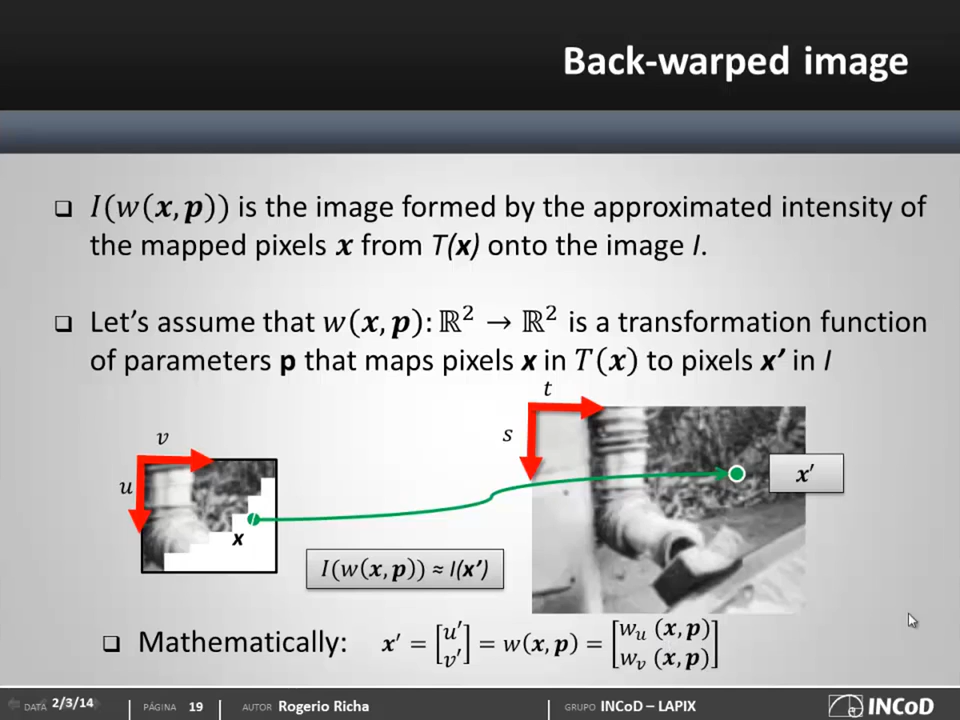 Back-warped image
❑ 𝐼(𝑤(𝒙, 𝒑)) is the image formed by the approximated intensity of
the mapped pixels 𝒙 from T(x) onto the image I.
❑ Let’s assume that 𝑤(𝒙, 𝒑): ℝ² → ℝ² is a transformation function
of parameters p that maps pixels x in 𝑇(𝒙) to pixels x’ in I
t
v
s
u
x′
x
𝐼(𝑤(𝒙, 𝒑)) ≈ I(x’)
❑ Mathematically: 𝒙′ = [u′ v′] = 𝑤(𝒙, 𝒑) = [𝑤ᵤ (𝒙, 𝒑) 𝑤ᵥ (𝒙, 𝒑)]
DATA 2/3/14 PÁGINA 19 AUTOR Rogerio Richa GRUPO INCoD – LAPIX INCoD